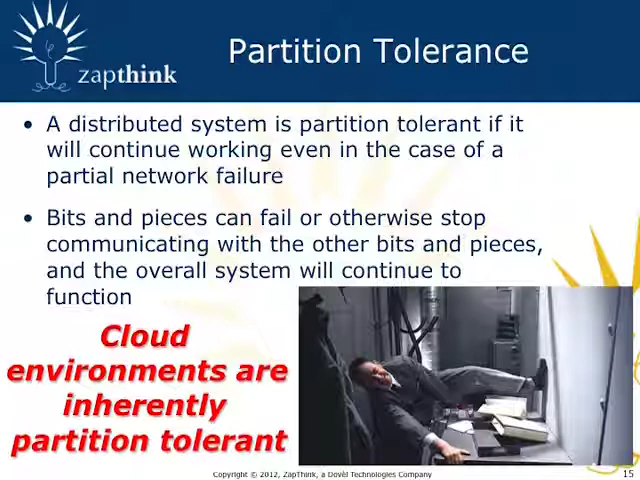 Partition Tolerance
zapthink
• A distributed system is partition tolerant if it
will continue working even in the case of a
partial network failure
• Bits and pieces can fail or otherwise stop
communicating with the other bits and pieces,
and the overall system will continue to
function
Cloud
environments are
inherently
partition tolerant
Copyright © 2012, ZapThink, a Dovèl Technologies Company
15